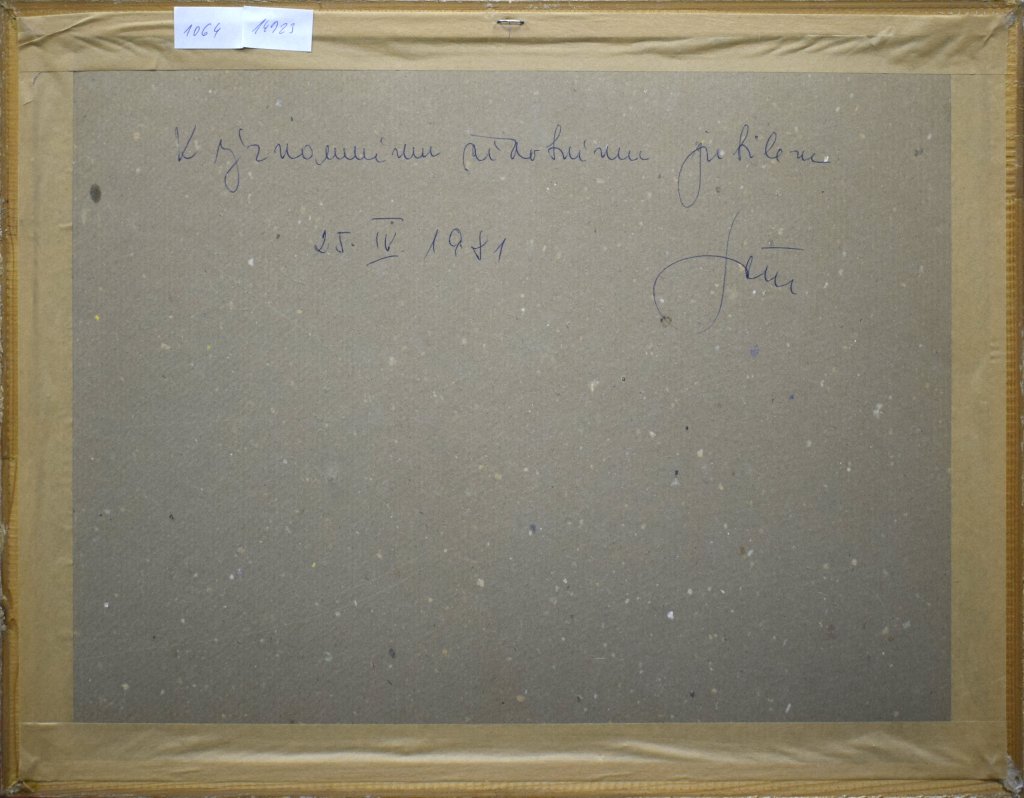 1064 14923
K významnému životnímu jubileu
25. IV 1981